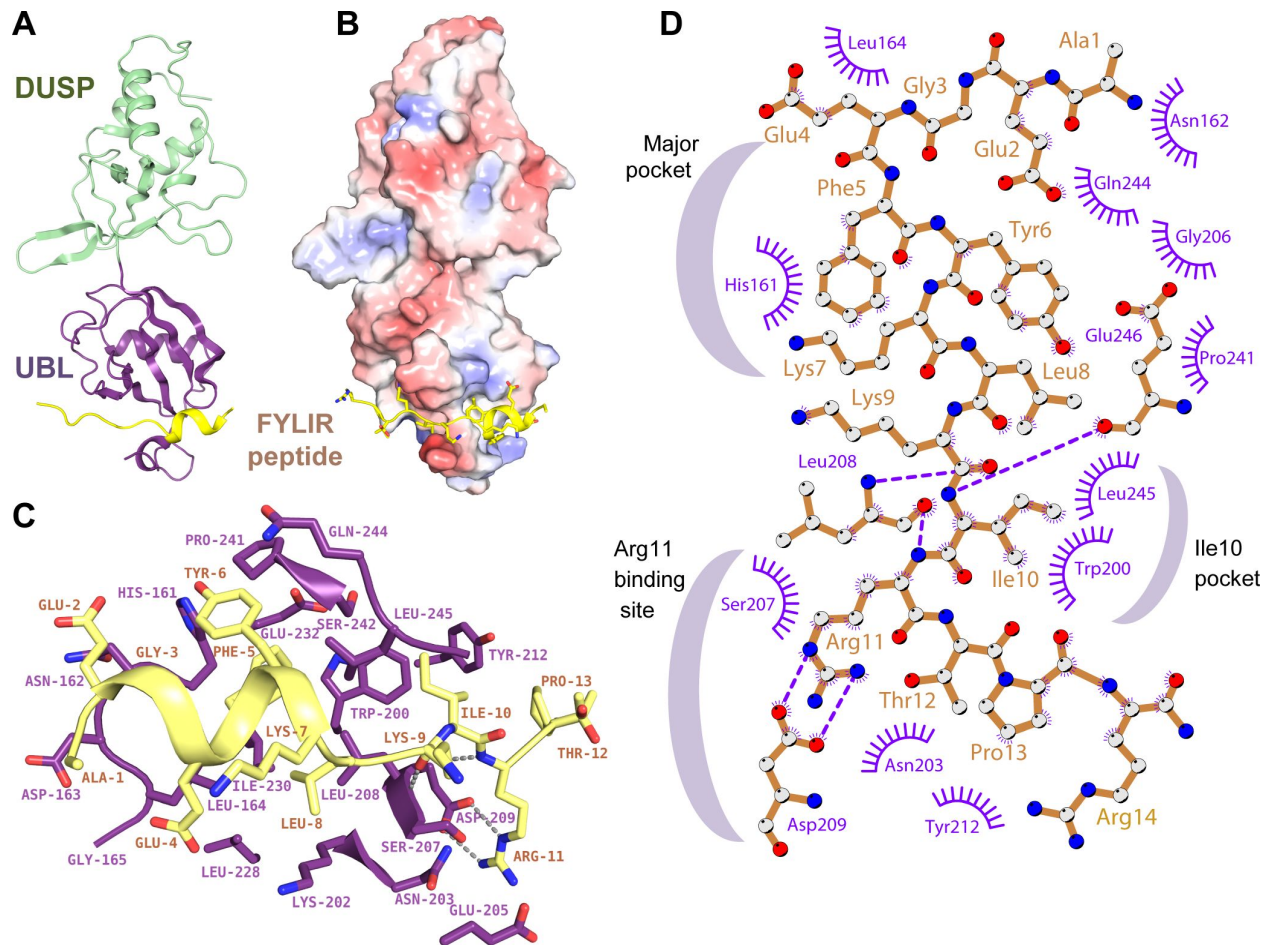 A
DUSP
UBL
B
FYLIR
peptide
C
GLN-244
PRO-241
TYR-6
HIS-161
GLU-2
LEU-245
SER-242
GLU-232
GLY-3
PHE-5
TYR-212
ASN-162
PRO-13
TRP-200
ILE-10
LYS-7
LYS-9
THR-12
ALA-1
ILE-230
ASP-163
LEU-164
LEU-208
LEU-8
ASP-209
GLU-4
SER-207
GLY-165
ARG-11
LEU-228
LYS-202
ASN-203
GLU-205
D
Leu164
Ala1
Gly3
Asn162
Glu4
Glu2
Major
pocket
Gln244
Phe5
Tyr6
Gly206
His161
Glu246
Pro241
Lys7
Leu8
Lys9
Leu208
Leu245
Arg11
binding
site
Ile10
pocket
Trp200
Ile10
Ser207
Arg11
Thr12
Pro13
Asn203
Tyr212
Arg14
Asp209